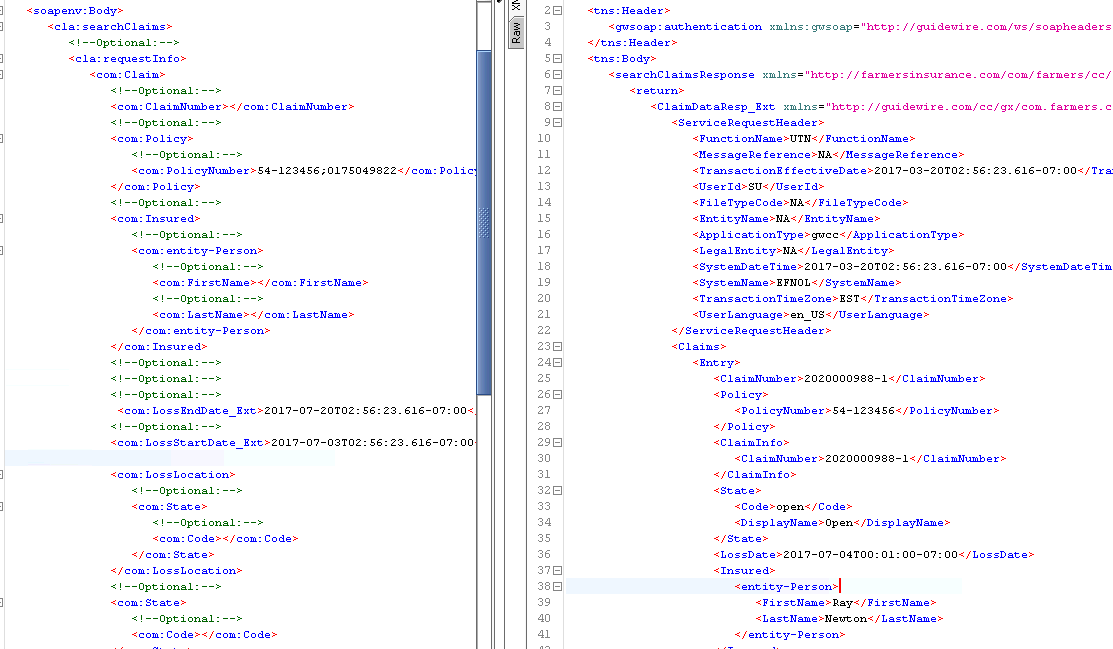 <soapenv:Body>
<cla:searchClaims>
<!--Optional:-->
<cla:requestInfo>
<com:Claim>
<!--Optional:-->
<com:ClaimNumber></com:ClaimNumber>
<!--Optional:-->
<com:Policy>
<!--Optional:-->
<com:PolicyNumber>54-123456;0175049822</com:Polic
</com:Policy>
<!--Optional:-->
<com:Insured>
<!--Optional:-->
<com:entity-Person>
<!--Optional:-->
<com:FirstName></com:FirstName>
<!--Optional:-->
<com:LastName></com:LastName>
</com:entity-Person>
</com:Insured>
<!--Optional:-->
<!--Optional:-->
<!--Optional:-->
<com:LossEndDate_Ext>2017-07-20T02:56:23.616-07:00<
<!--Optional:-->
<com:LossStartDate_Ext>2017-07-03T02:56:23.616-07:00
<com:LossLocation>
<!--Optional:-->
<com:State>
<!--Optional:-->
<com:Code></com:Code>
</com:State>
</com:LossLocation>
<!--Optional:-->
<com:State>
<!--Optional:-->
<com:Code></com:Code>
Raw
XM
2 <tns:Header>
3 <gwsoap:authentication xmlns:gwsoap="http://guidewire.com/ws/soapheaders
4 </tns:Header>
5 <tns:Body>
6 <searchClaimsResponse xmlns="http://farmersinsurance.com/com/farmers/cc/
7 <return>
8 <ClaimDataResp_Ext xmlns="http://guidewire.com/cc/gx/com.farmers.c
9 <ServiceRequestHeader>
10 <FunctionName>UTN</FunctionName>
11 <MessageReference>NA</MessageReference>
12 <TransactionEffectiveDate>2017-03-20T02:56:23.616-07:00</Tra
13 <UserId>SU</UserId>
14 <FileTypeCode>NA</FileTypeCode>
15 <EntityName>NA</EntityName>
16 <ApplicationType>gwcc</ApplicationType>
17 <LegalEntity>NA</LegalEntity>
18 <SystemDateTime>2017-03-20T02:56:23.616-07:00</SystemDateTim
19 <SystemName>EFNOL</SystemName>
20 <TransactionTimeZone>EST</TransactionTimeZone>
21 <UserLanguage>en_US</UserLanguage>
22 </ServiceRequestHeader>
23 <Claims>
24 <Entry>
25 <ClaimNumber>2020000988-1</ClaimNumber>
26 <Policy>
27 <PolicyNumber>54-123456</PolicyNumber>
28 </Policy>
29 <ClaimInfo>
30 <ClaimNumber>2020000988-1</ClaimNumber>
31 </ClaimInfo>
32 <State>
33 <Code>open</Code>
34 <DisplayName>Open</DisplayName>
35 </State>
36 <LossDate>2017-07-04T00:01:00-07:00</LossDate>
37 <Insured>
38 <entity-Person>
39 <FirstName>Ray</FirstName>
40 <LastName>Newton</LastName>
41 </entity-Person>